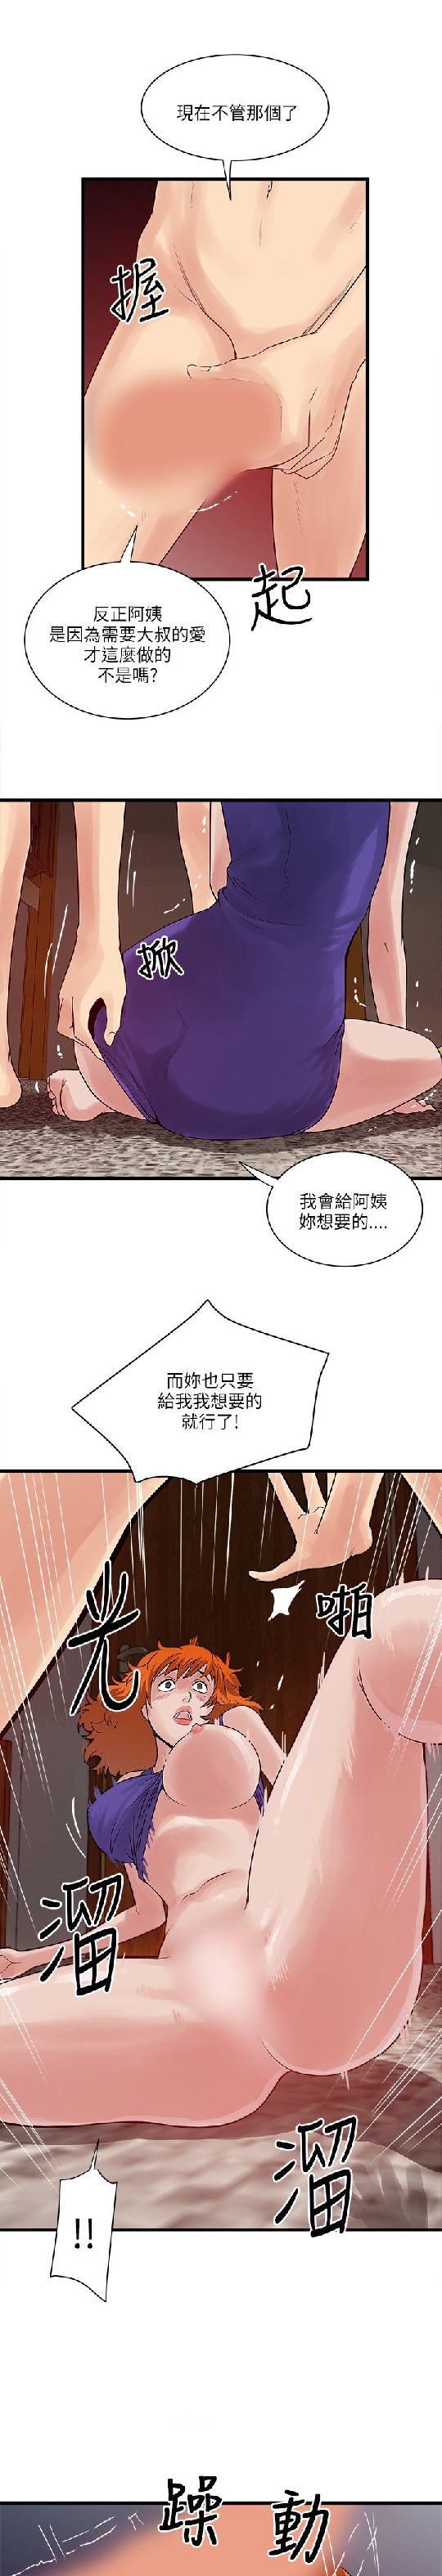 現在不管那個了
握
起
反正阿姨
是因為需要大叔的愛
才這麼做的
不是嗎?
掀
我會給阿姨
妳想要的....
而妳也只要
給我我想要的
就行了!
光
啪
溜
溜
!!
躁動